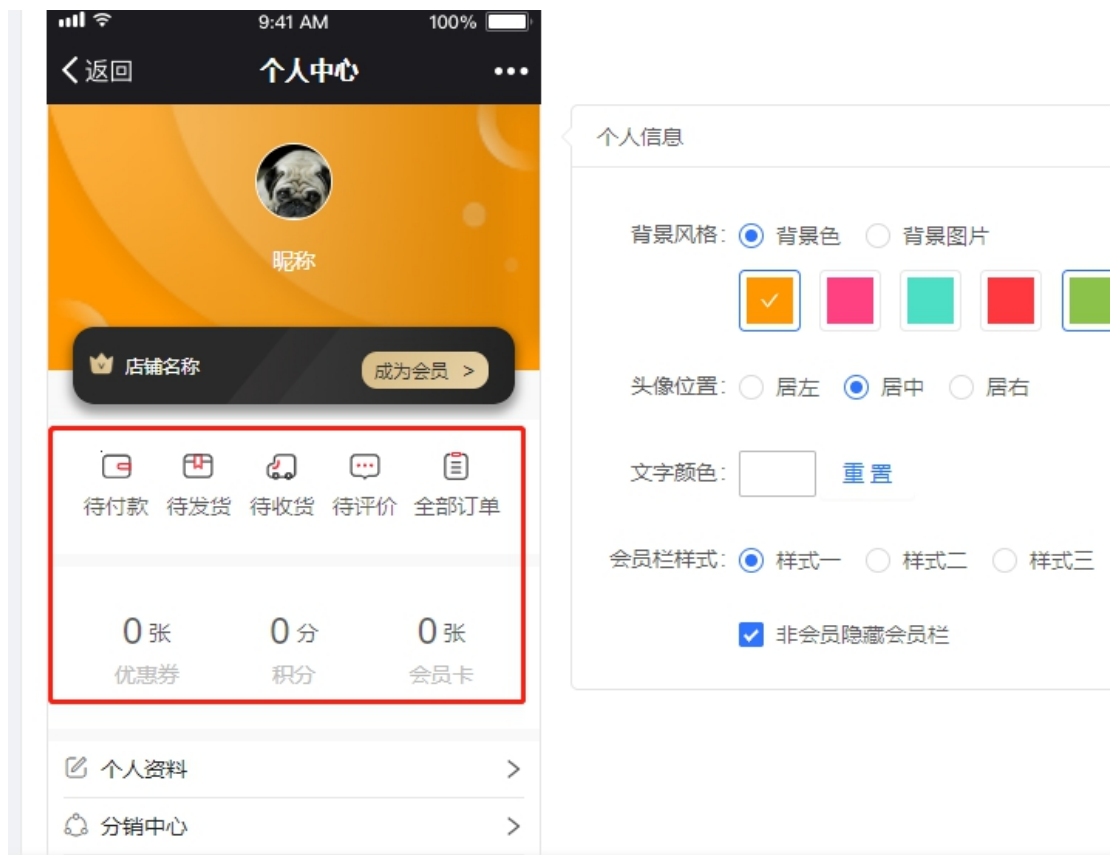 9:41 AM
100%
返回
个人中心
昵称
店铺名称
成为会员 >
待付款 待发货 待收货 待评价 全部订单
0张 0分 0张
优惠券 积分 会员卡
个人资料
分销中心
个人信息
背景风格: 背景色 背景图片
头像位置: 居左 居中 居右
文字颜色: 重置
会员栏样式: 样式一 样式二 样式三
非会员隐藏会员栏